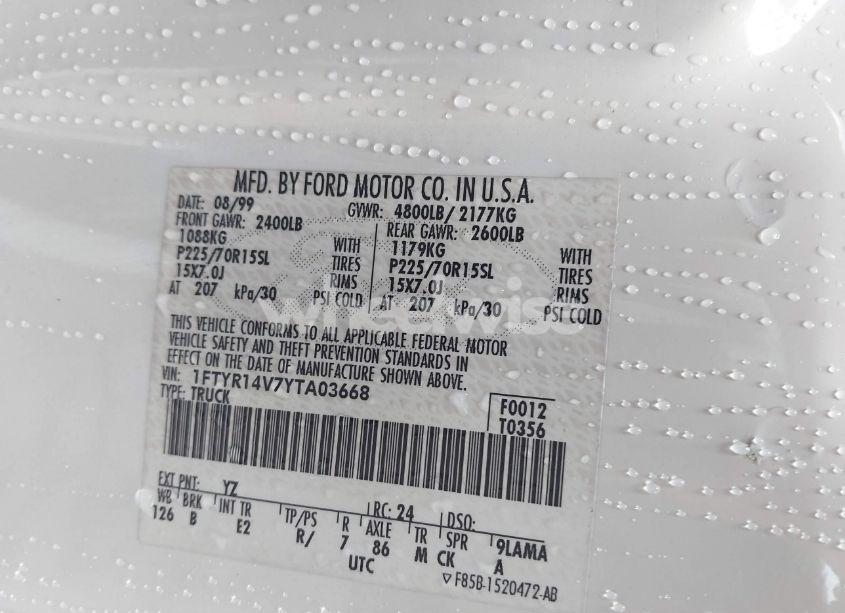 MFD. BY FORD MOTOR CO. IN U.S.A.
DATE: 08/99 GVWR: 4800LB/ 2177KG
FRONT GAWR: 2400LB REAR GAWR: 2600LB
1088KG WITH 1179KG WITH
P225/70R15SL TIRES P225/70R15SL TIRES
15X7.0J RIMS 15X7.0J RIMS
AT 207 kPa/30 PSI COLD AT 207 kPa/30 PSI COLD
wheelwiss
THIS VEHICLE CONFORMS TO ALL APPLICABLE FEDERAL MOTOR
VEHICLE SAFETY AND THEFT PREVENTION STANDARDS IN
EFFECT ON THE DATE OF MANUFACTURE SHOWN ABOVE.
VIN: 1FTYR14V7YTA03668
TYPE: TRUCK
F0012
T0356
EXT PNT: YZ RC: 24 DSO:
WB BRK INT TR TP/PS R AXLE TR SPR 9LAMA
126 B E2 R/ 7 86 M CK A
UTC
▽F85B-1520472-AB